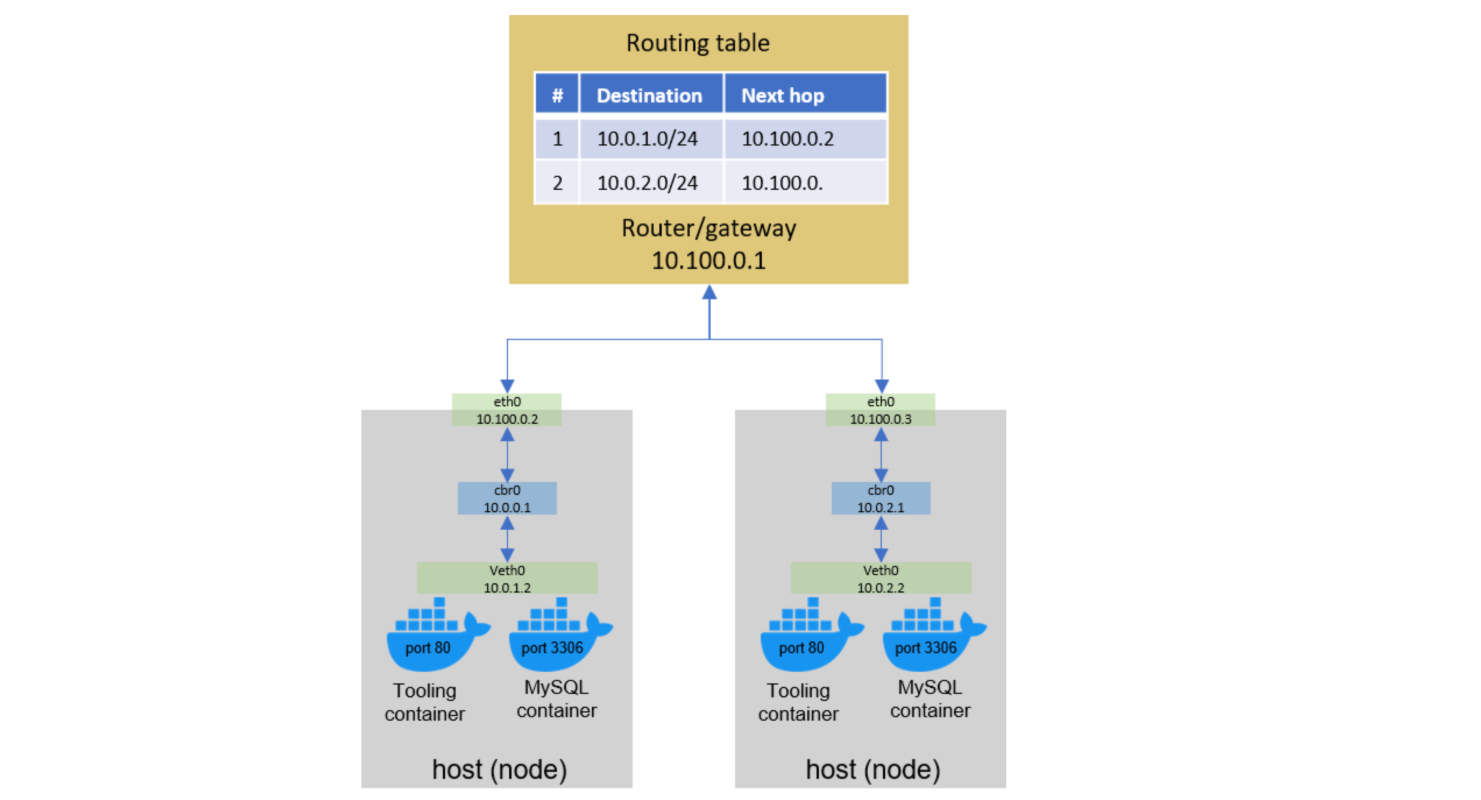 Routing table
# Destination Next hop
1 10.0.1.0/24 10.100.0.2
2 10.0.2.0/24 10.100.0.
Router/gateway
10.100.0.1
eth0
10.100.0.2
cbr0
10.0.0.1
Veth0
10.0.1.2
port 80
port 3306
Tooling
container
MySQL
container
host (node)
eth0
10.100.0.3
cbr0
10.0.2.1
Veth0
10.0.2.2
port 80
port 3306
Tooling
container
MySQL
container
host (node)